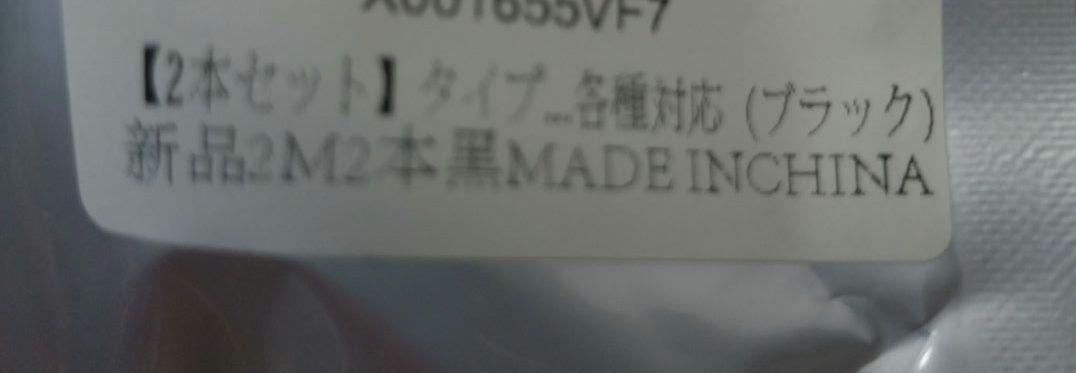 X001655VF7
【2本セット】タイプ...各種対応 (ブラック)
新品2M2本黒MADE INCHINA